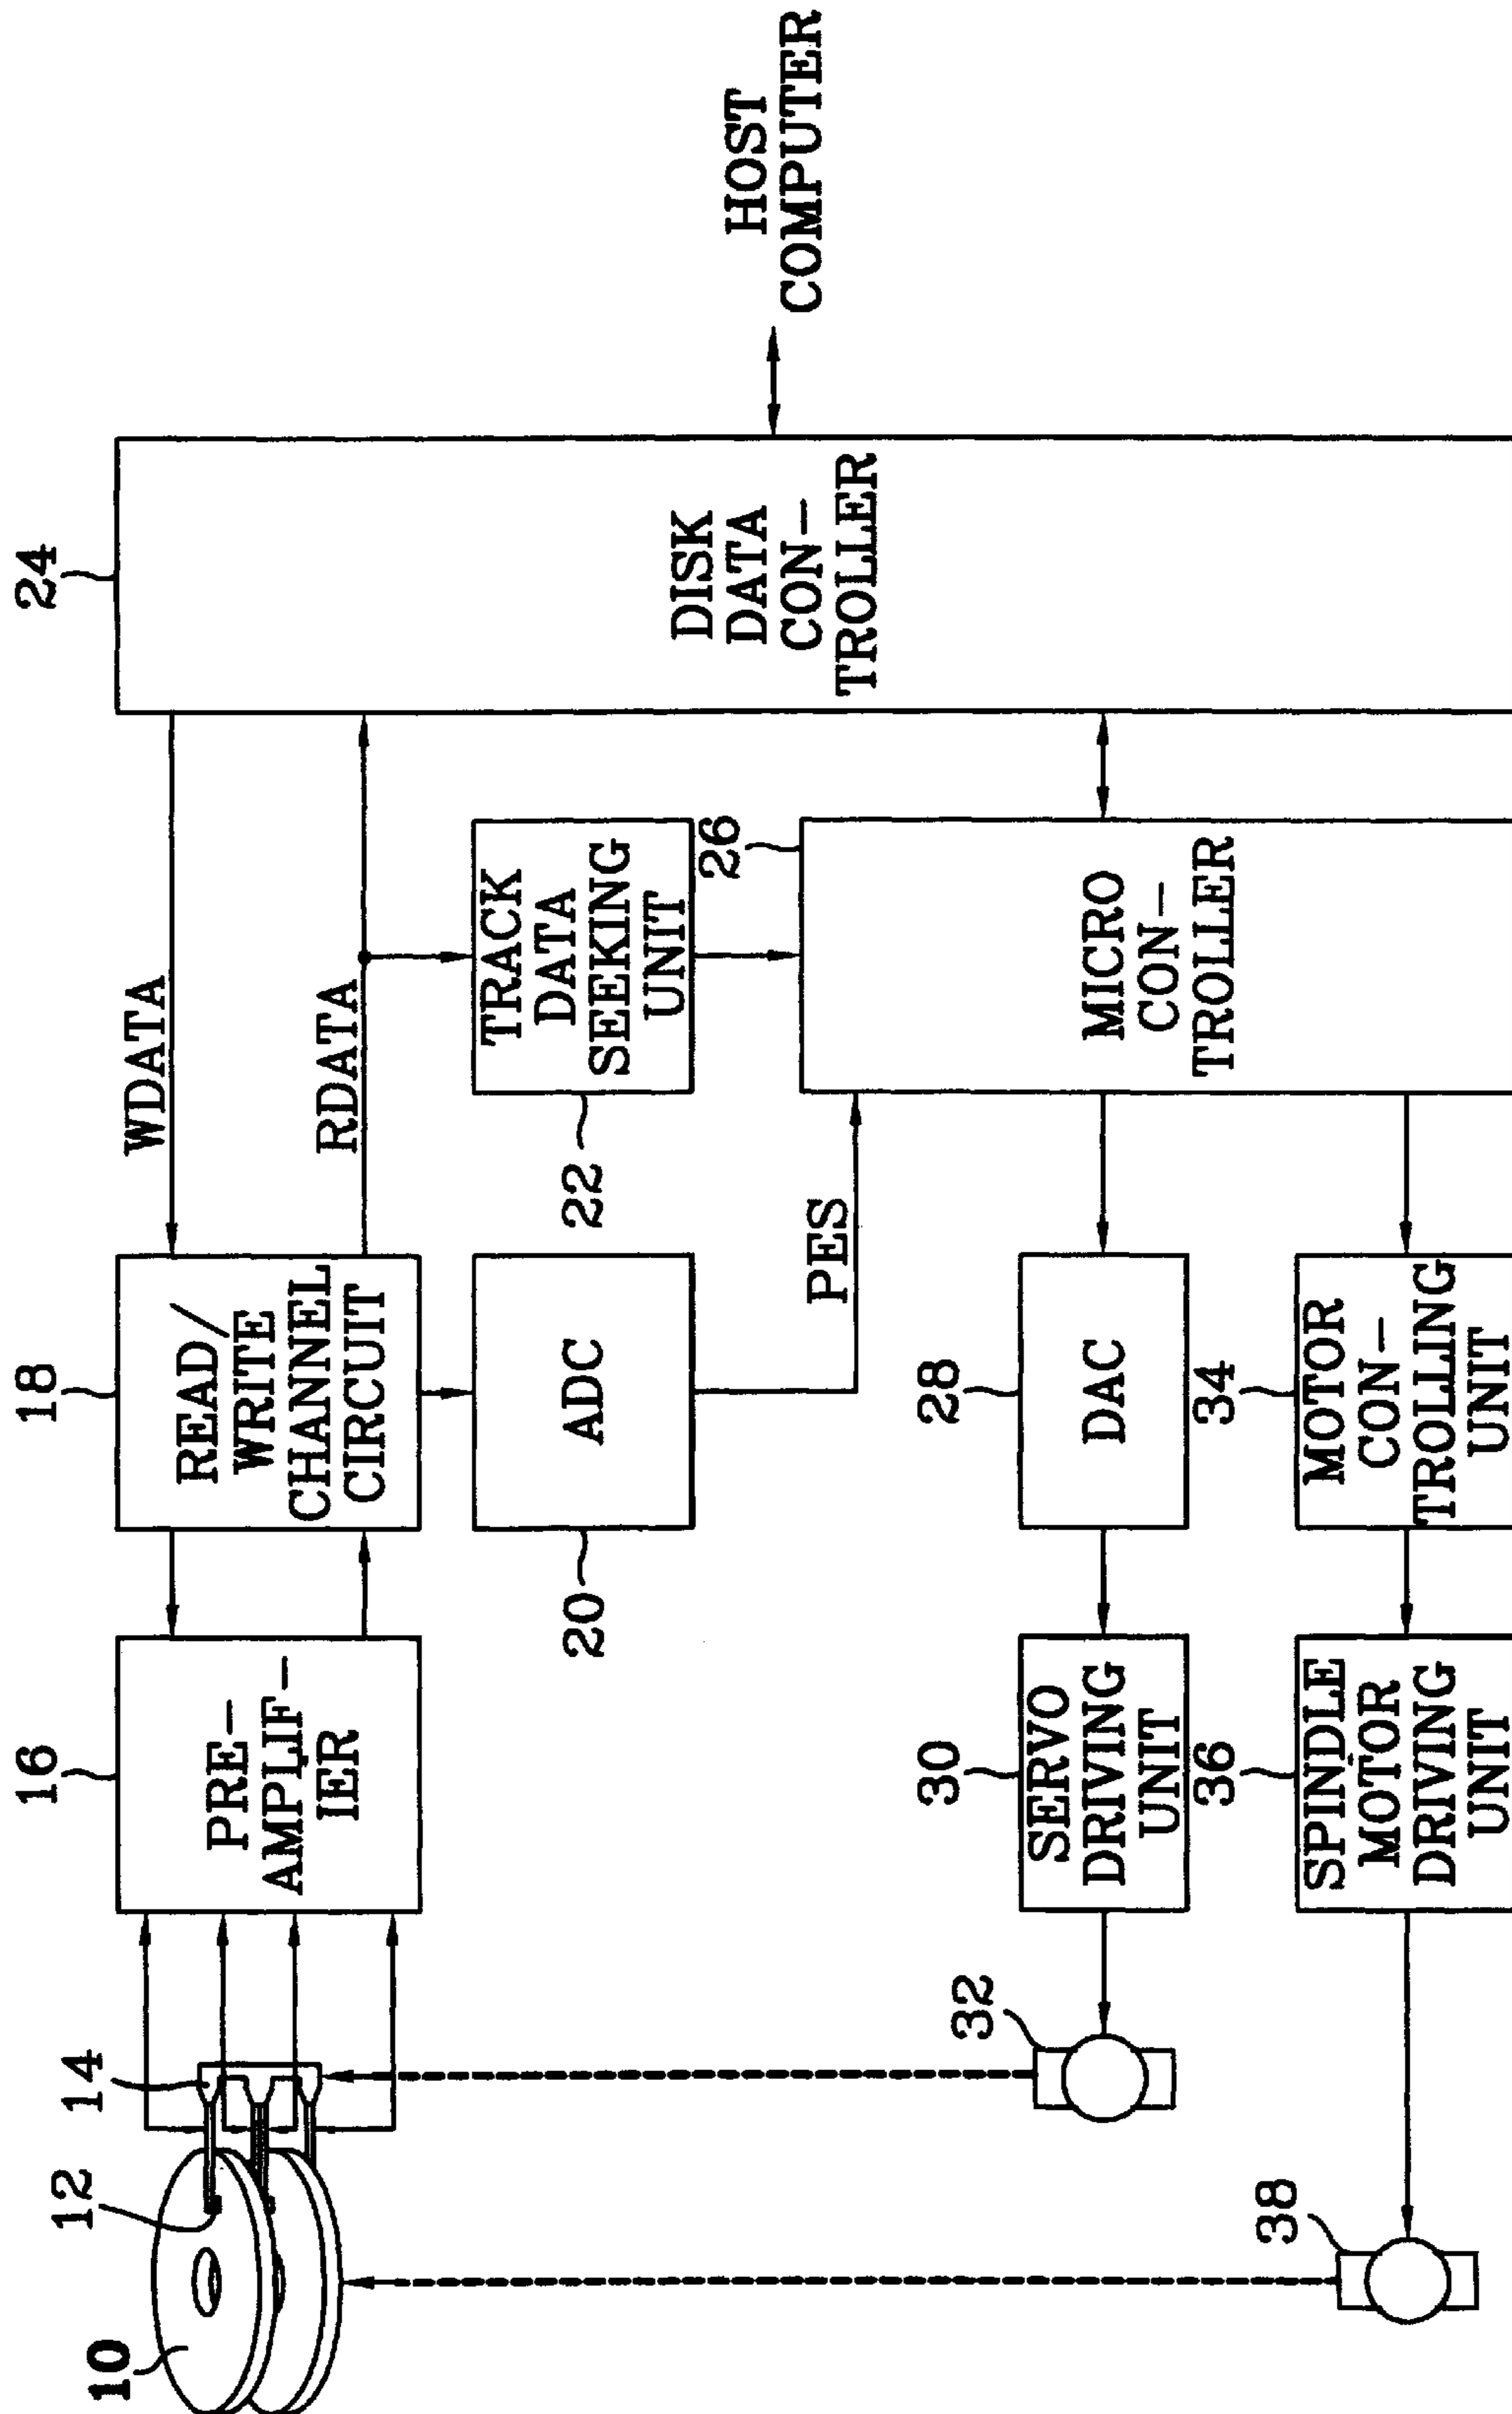 10
12
14
16
PRE-
AMPLIF-
IER
18
READ/
WRITE
CHANNEL
CIRCUIT
WDATA
RDATA
24
DISK
DATA
CON-
TROLLER
HOST
COMPUTER
20
ADC
22
TRACK
DATA
SEEKING
UNIT
PES
26
MICRO
CON-
TROLLER
32
30
SERVO
DRIVING
UNIT
28
DAC
38
36
SPINDLE
MOTOR
DRIVING
UNIT
34
MOTOR
CON-
TROLLING
UNIT